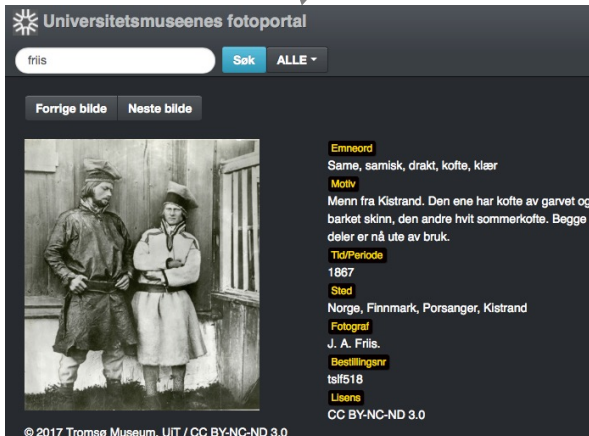 Universitetsmuseenes fotoportal
friis
Søk
ALLE
Forrige bilde
Neste bilde
Emneord
Same, samisk, drakt, kofte, klær
Motiv
Menn fra Kistrand. Den ene har kofte av garvet og
barket skinn, den andre hvit sommerkofte. Begge
deler er nå ute av bruk.
Tid/Periode
1867
Sted
Norge, Finnmark, Porsanger, Kistrand
Fotograf
J. A. Friis.
Bestillingsnr
tslf518
Lisens
CC BY-NC-ND 3.0
© 2017 Tromsø Museum, UiT / CC BY-NC-ND 3.0